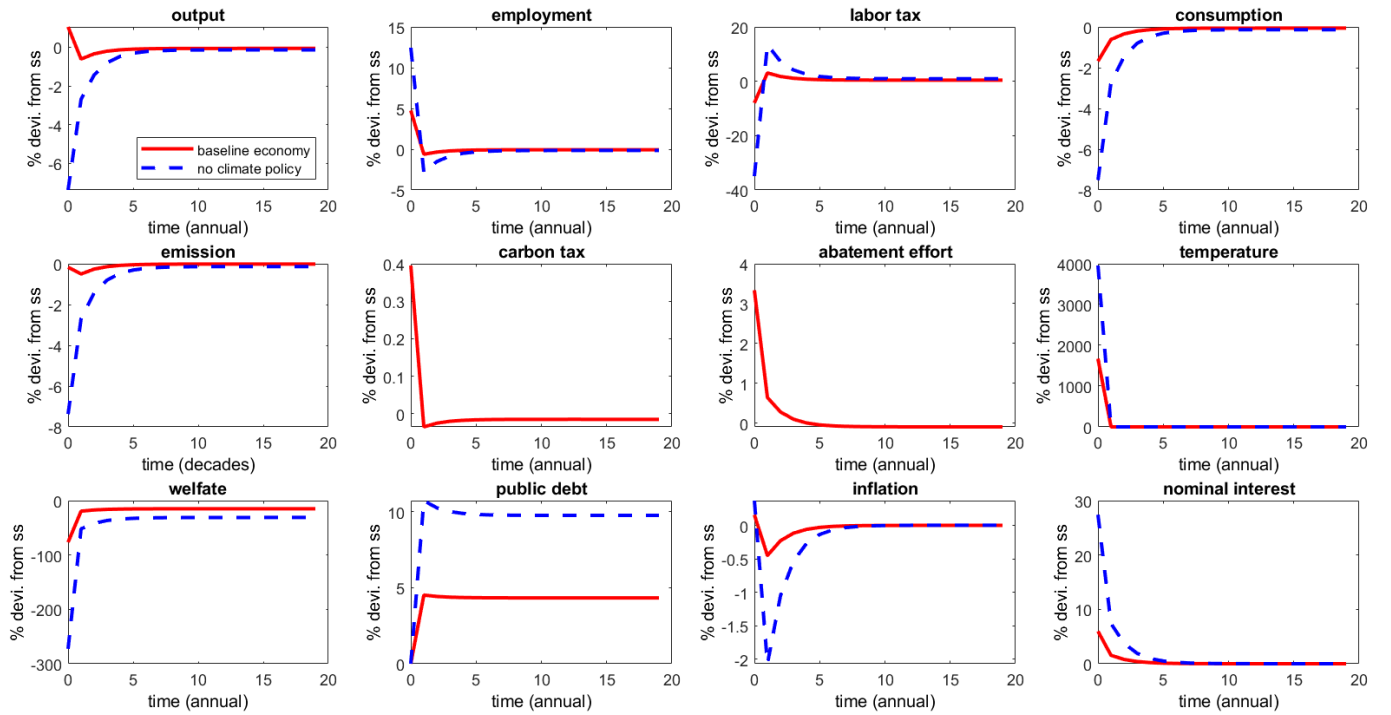 output
% devi. from ss
0
-2
-4
-6
baseline economy
no climate policy
0 5 10 15 20
time (annual)
employment
% devi. from ss
15
10
5
0
-5
0 5 10 15 20
time (annual)
labor tax
% devi. from ss
20
0
-20
-40
0 5 10 15 20
time (annual)
consumption
% devi. from ss
0
-2
-4
-6
-8
0 5 10 15 20
time (annual)
emission
% devi. from ss
0
-2
-4
-6
-8
0 5 10 15 20
time (decades)
carbon tax
% devi. from ss
0.4
0.3
0.2
0.1
0
0 5 10 15 20
time (annual)
abatement effort
% devi. from ss
4
3
2
1
0
0 5 10 15 20
time (annual)
temperature
% devi. from ss
4000
3000
2000
1000
0
0 5 10 15 20
time (annual)
welfate
% devi. from ss
0
-100
-200
-300
0 5 10 15 20
time (annual)
public debt
% devi. from ss
10
5
0
0 5 10 15 20
time (annual)
inflation
% devi. from ss
0
-0.5
-1
-1.5
-2
0 5 10 15 20
time (annual)
nominal interest
% devi. from ss
30
20
10
0
0 5 10 15 20
time (annual)